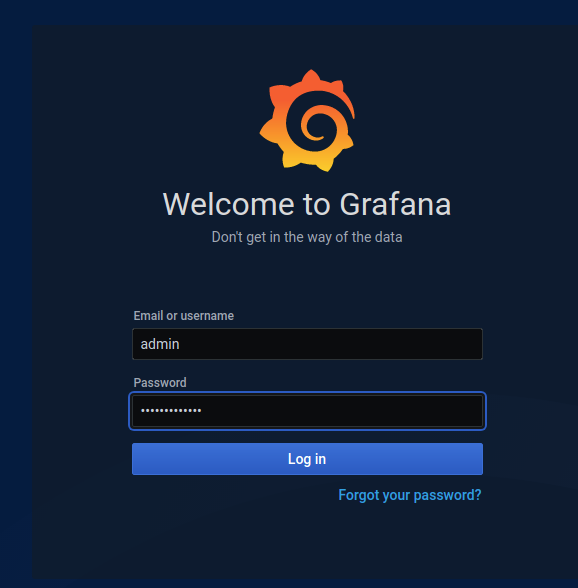 Welcome to Grafana
Don't get in the way of the data
Email or username
admin
Password
•••••••••••••
Log in
Forgot your password?